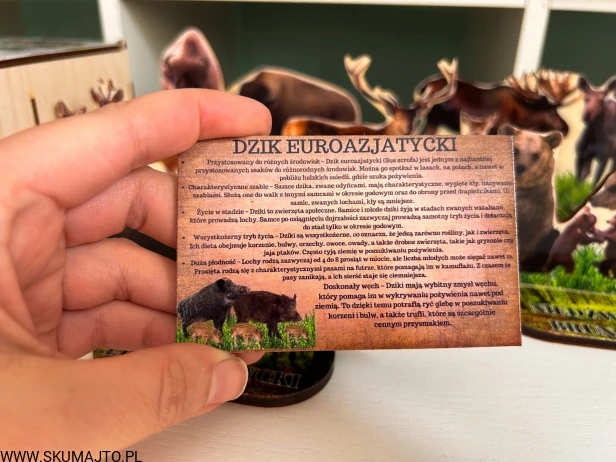 DZIK EUROAZJATYCKI
Przystosowany do różnych środowisk – Dzik euroazjatycki (Sus scrofa) jest jednym z najbardziej
przystosowanych ssaków do różnorodnych środowisk. Można go spotkać w lasach, na polach, a nawet w
pobliżu ludzkich osiedli, gdzie szuka pożywienia.
Charakterystyczne szable – Samce dzika, zwane odyńcami, mają charakterystyczne, wygięte kły, nazywane
szablami. Służą one do walk z innymi samcami w okresie godowym oraz do obrony przed drapieżnikami. U
samic, zwanych lochami, kły są mniejsze.
Życie w stadzie – Dziki to zwierzęta społeczne. Samice i młode dziki żyją w stadach zwanych watahami,
które prowadzą lochy. Samce po osiągnięciu dojrzałości zazwyczaj prowadzą samotny tryb życia i dołączają
do stad tylko w okresie godowym.
Wszystkożerny tryb życia – Dziki są wszystkożerne, co oznacza, że jedzą zarówno rośliny, jak i zwierzęta.
Ich dieta obejmuje korzenie, bulwy, orzechy, owoce, owady, a także drobne zwierzęta, takie jak gryzonie czy
jaja ptaków. Często ryją ziemię w poszukiwaniu pożywienia.
Duża płodność – Lochy rodzą zazwyczaj od 4 do 8 prosiąt w miocie, ale liczba młodych może sięgać nawet
Prosięta rodzą się z charakterystycznymi pasami na futrze, które pomagają im w kamuflażu. Z czasem te
pasy zanikają, a ich sierść staje się ciemniejsza.
Doskonały węch – Dziki mają wybitny zmysł węchu,
który pomaga im w wykrywaniu pożywienia nawet pod
ziemią. To dzięki temu potrafią ryć glebę w poszukiwaniu
korzeni i bulw, a także trufli, które są szczególnie
cennym przysmakiem.
WWW.SKUMAJTO.PL